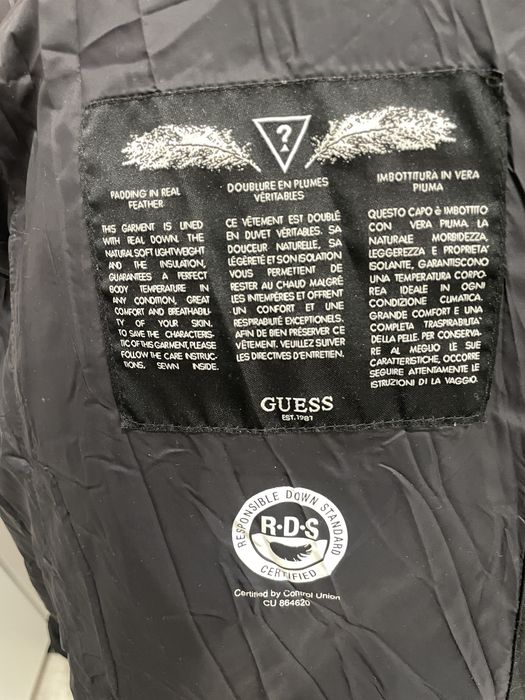 ?
PADDING IN REAL
FEATHER
THIS GARMENT IS LINED
WITH REAL DOWN. THE
NATURAL SOFT LIGHTWEIGHT
AND THE INSULATION,
GUARANTEES A PERFECT
BODY TEMPERATURE IN
ANY CONDITION, GREAT
COMFORT AND BREATHABILI-
TY OF YOUR SKIN.
TO SAVE THE CHARACTERIS-
TIC OF THIS GARMENT, PLEASE
FOLLOW THE CARE INSTRUC-
TIONS, SEWN INSIDE.
DOUBLURE EN PLUMES
VÉRITABLES
CE VÊTEMENT EST DOUBLÉ
EN DUVET VÉRITABLES. SA
DOUCEUR NATURELLE, SA
LÉGÈRETÉ ET SON ISOLATION
VOUS PERMETTENT DE
RESTER AU CHAUD MALGRÉ
LES INTEMPÉRIES ET OFFRENT
UN CONFORT ET UNE
RESPIRABILITÉ EXCEPTIONELS.
AFIN DE BIEN PRÉSERVER CE
VÊTEMENT. VEUILLEZ SUIVER
LES DIRECTIVES D'ENTRETIEN.
IMBOTTITURA IN VERA
PIUMA
QUESTO CAPO è IMBOTTITO
CON VERA PIUMA. LA
NATURALE MORBIDEZZA,
LEGGEREZZA E PROPRIETA'
ISOLANTE, GARANTISCONO
UNA TEMPERATURA CORPO-
REA IDEALE IN OGNI
CONDIZIONE CLIMATICA.
GRANDE COMFORT E UNA
COMPLETA TRASPIRABILITA'
DELLA PELLE. PER CONSERVA-
RE AL MEGLIO LE SUE
CARATTERISTICHE, OCCORRE
SEGUIRE ATTENTAMENTE LE
ISTRUZIONI DI LAVAGGIO.
GUESS
EST. 1981
RESPONSIBLE DOWN STANDARD
R·D·S
CERTIFIED
Certified by Control Union
CU 864620